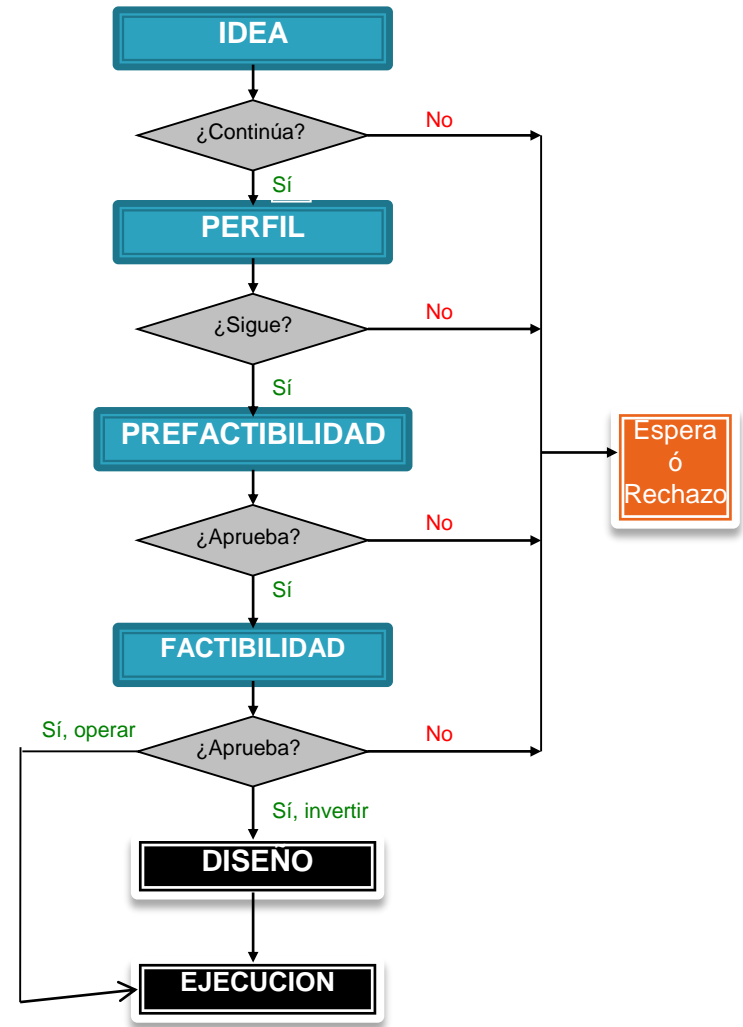 IDEA
¿Continúa?
No
Sí
PERFIL
¿Sigue?
No
Sí
PREFACTIBILIDAD
Espera
ó
Rechazo
¿Aprueba?
No
Sí
FACTIBILIDAD
Sí, operar
¿Aprueba?
No
Sí, invertir
DISEÑO
EJECUCION